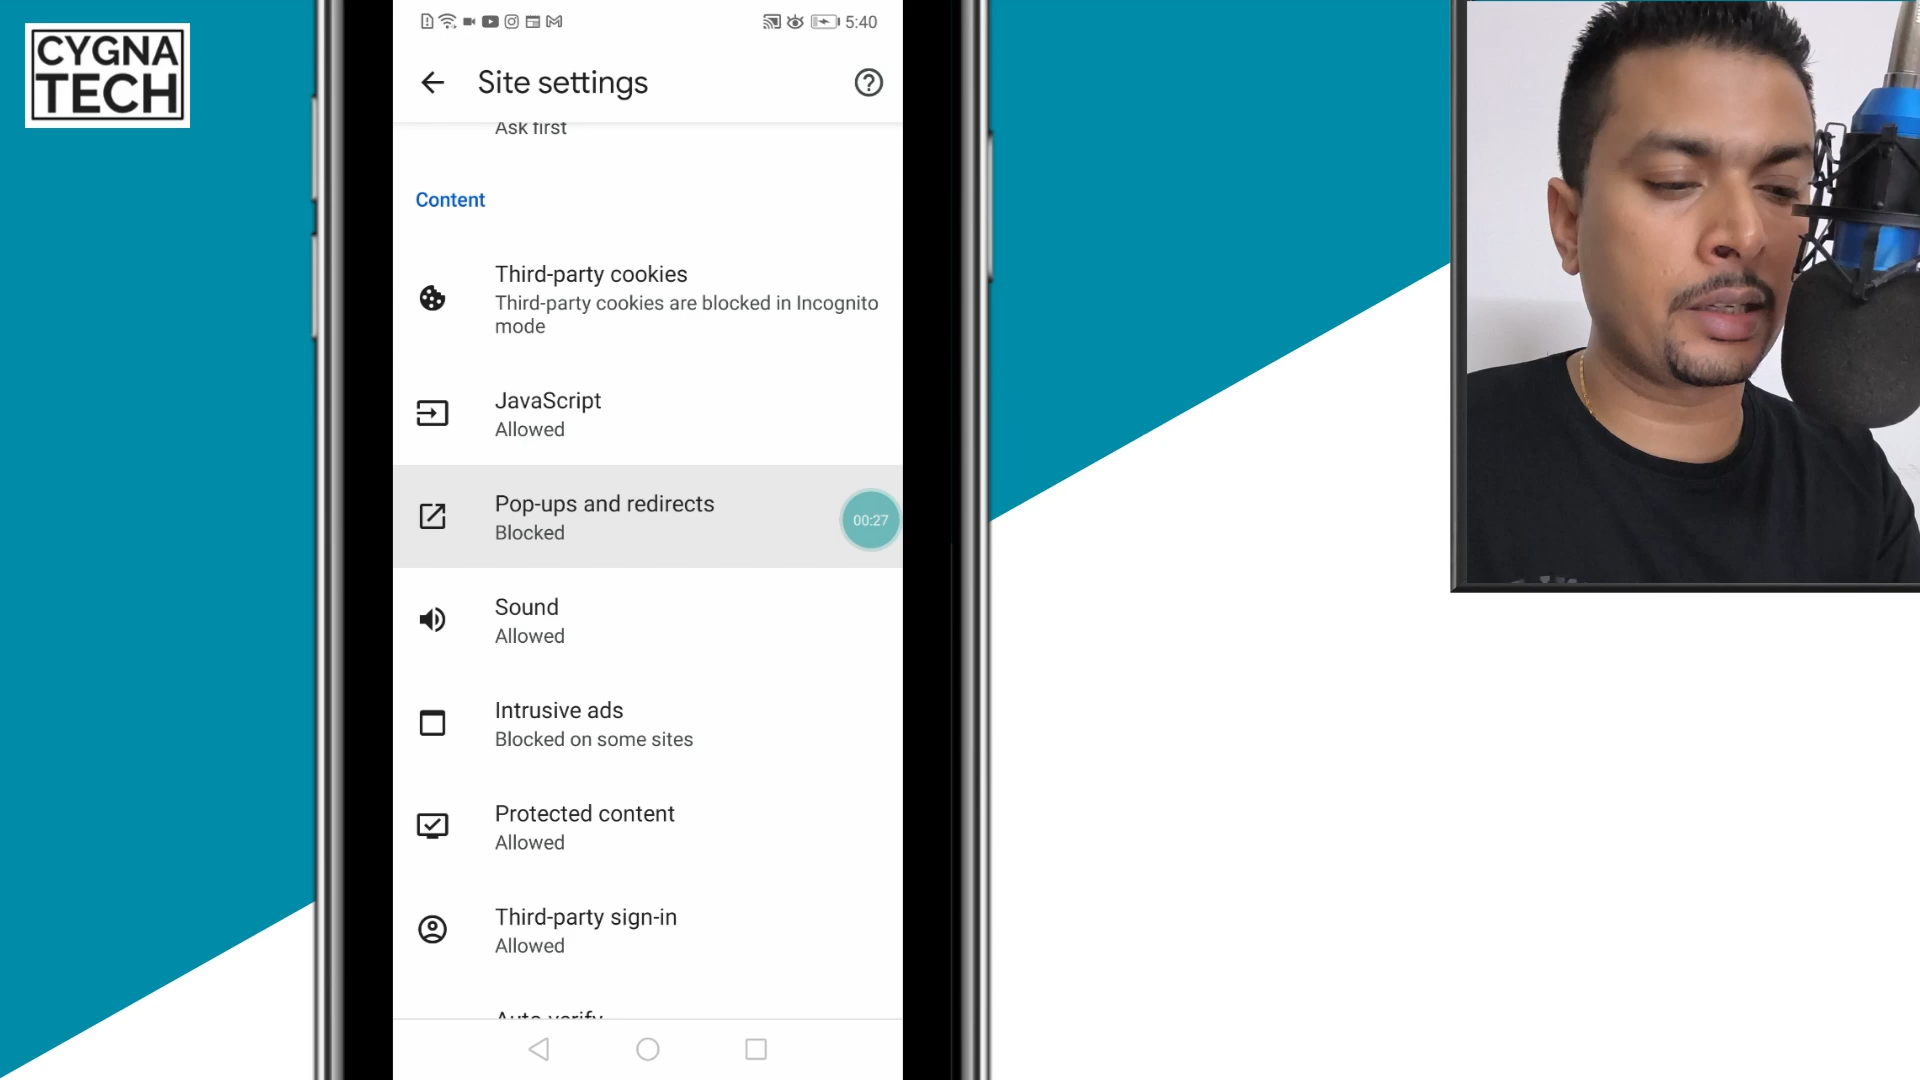 CYGNA
TECH
5:40
Site settings
Ask first
Content
Third-party cookies
Third-party cookies are blocked in Incognito
mode
JavaScript
Allowed
Pop-ups and redirects
Blocked
00:27
Sound
Allowed
Intrusive ads
Blocked on some sites
Protected content
Allowed
Third-party sign-in
Allowed
Auto-verify